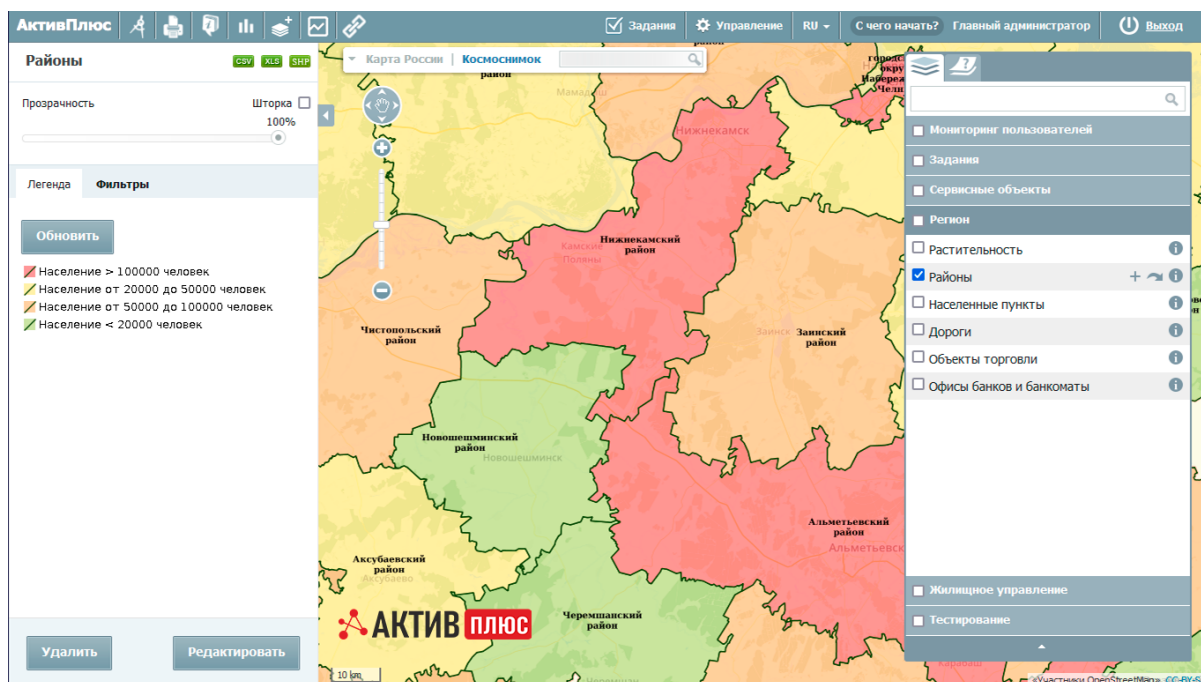 АктивПлюс
Задания
Управление
RU
С чего начать?
Главный администратор
Выход
Районы
CSV
XLS
SHP
Прозрачность
Шторка
100%
Легенда
Фильтры
Обновить
Население > 100000 человек
Население от 20000 до 50000 человек
Население от 50000 до 100000 человек
Население < 20000 человек
Удалить
Редактировать
Карта России | Космоснимок
район
район
Мамадыш
Нижнекамск
Нижнекамский
район
Камские
Поляны
Чистопольский
район
Заинск
Заинский
район
Новошешминский
район
Новошешминск
Альметьевский
район
Альметьевск
Аксубаевский
район
Аксубаево
Черемшанский
район
Черемшан
АКТИВ ПЛЮС
10 km
Мониторинг пользователей
Задания
Сервисные объекты
Регион
Растительность
Районы
Населенные пункты
Дороги
Объекты торговли
Офисы банков и банкоматы
Жилищное управление
Тестирование
Карабаш